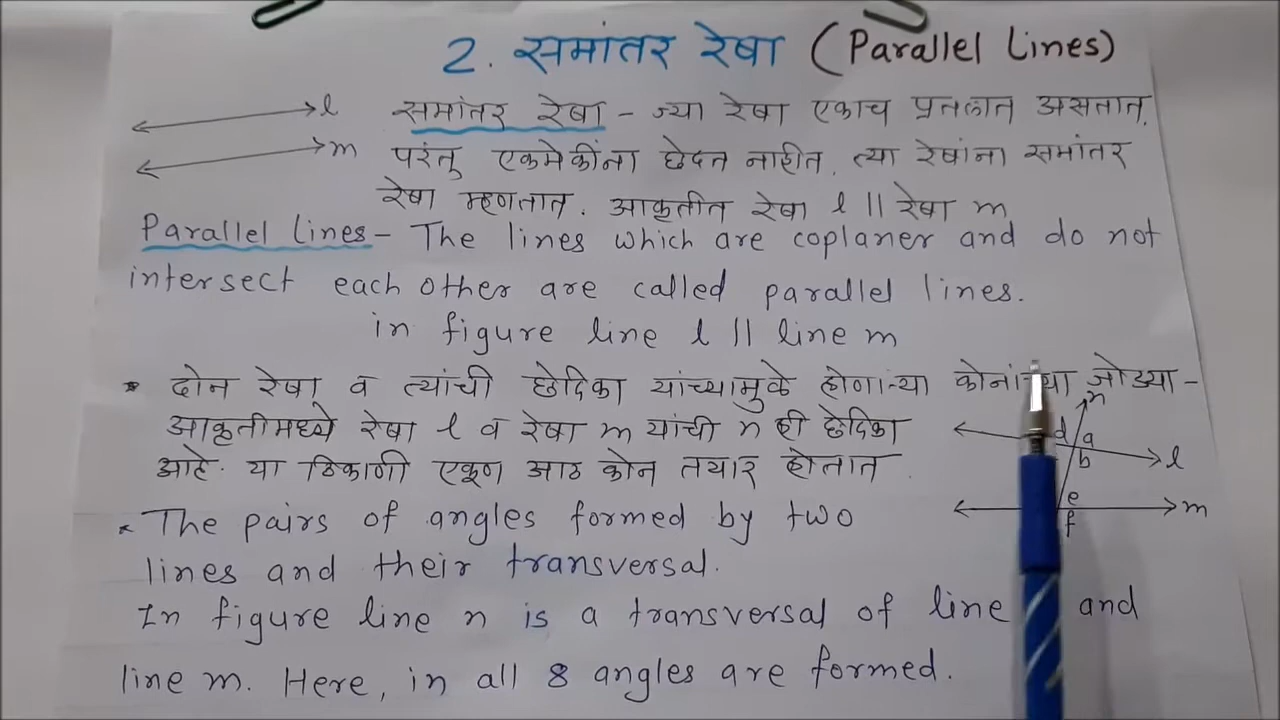 2. समांतर रेषा (Parallel Lines)
l
समांतर रेषा - ज्या रेषा एकाच प्रतलात असतात.
m
परंतु एकमेकींना छेदत नाहीत. त्या रेषांना समांतर
रेषा म्हणतात. आकृतीत रेषा l || रेषा m
Parallel lines - The lines which are coplaner and do not
intersect each other are called parallel lines.
in figure line l || line m
* दोन रेषा व त्यांची छेदिका यांच्यामुळे होणाऱ्या कोनांच्या जोड्या -
आकृतीमध्ये रेषा l व रेषा m यांची n ही छेदिका
आहे. या ठिकाणी एकूण आठ कोन तयार होतात.
n
d a
b
l
e
m
f
* The pairs of angles formed by two
lines and their transversal.
In figure line n is a transversal of line and
line m. Here, in all 8 angles are formed.